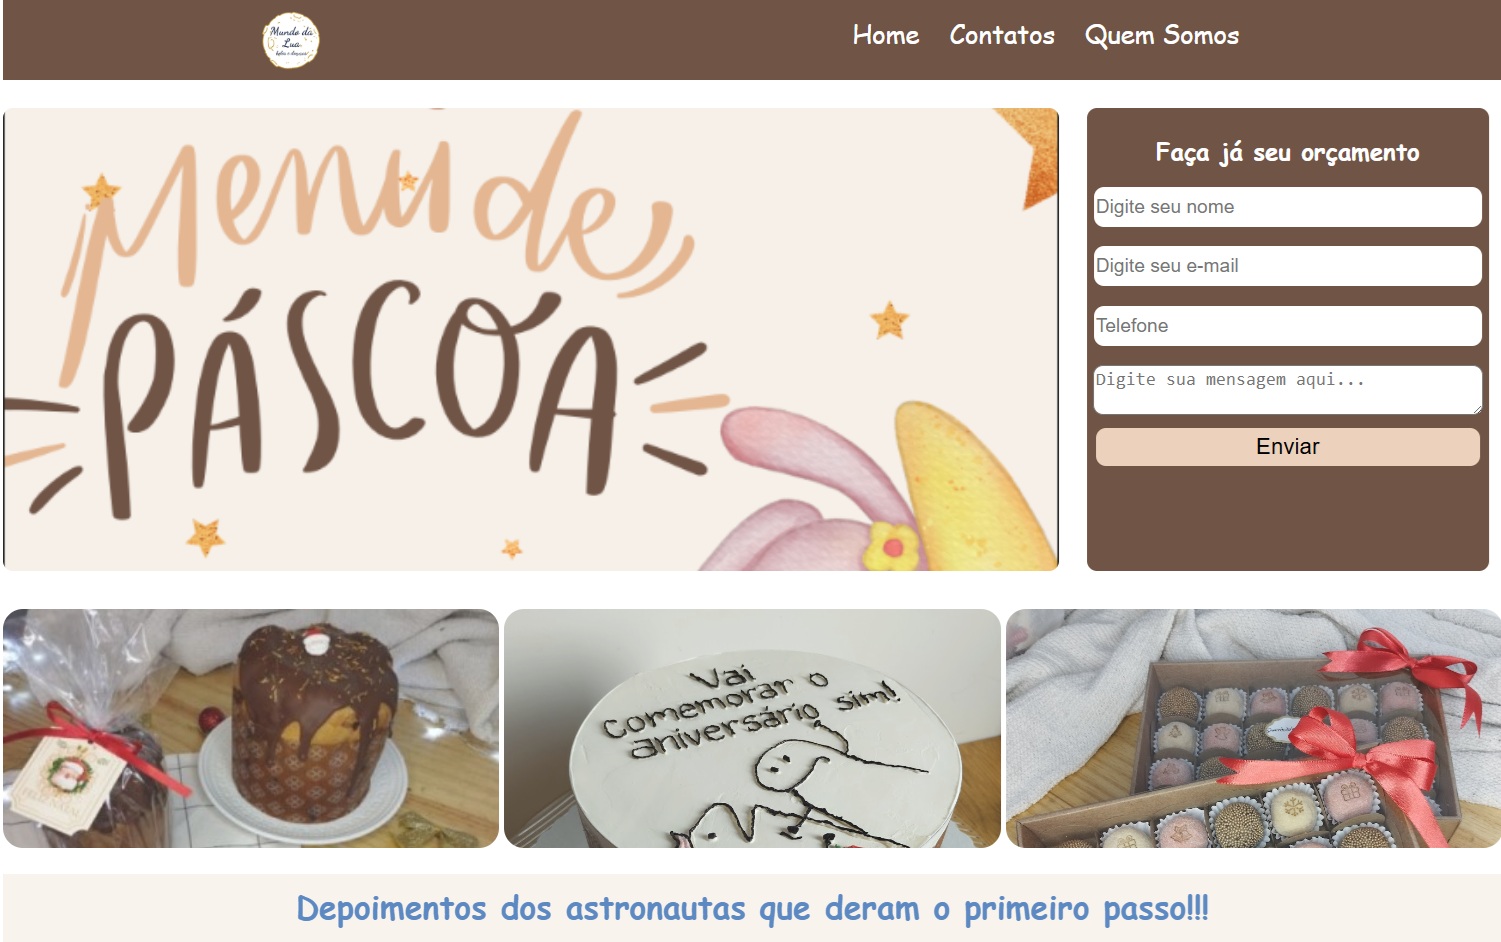 Mundo da
Lua
Home Contatos Quem Somos
Menu de
PÁSCOA
Faça já seu orçamento
Digite seu nome
Digite seu e-mail
Telefone
Digite sua mensagem aqui...
Enviar
Vai
Comemorar o
aniversário sim!
Depoimentos dos astronautas que deram o primeiro passo!!!